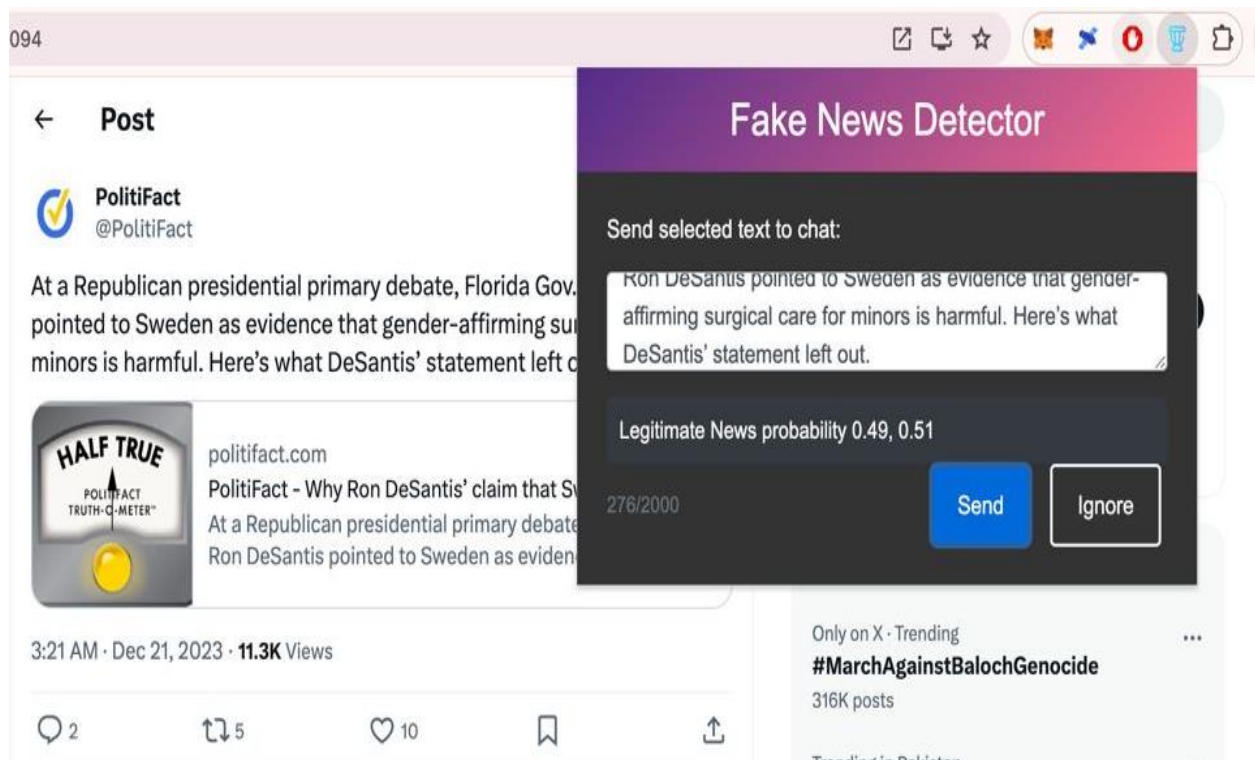 094
Post
PolitiFact
@PolitiFact
At a Republican presidential primary debate, Florida Gov.
pointed to Sweden as evidence that gender-affirming
minors is harmful. Here's what DeSantis' statement left
HALF TRUE
POLITIFACT
TRUTH-O-METER™
politifact.com
PolitiFact - Why Ron DeSantis' claim that
At a Republican presidential primary debate
Ron DeSantis pointed to Sweden as
Fake News Detector
Send selected text to chat:
Ron DeSantis pointed to Sweden as evidence that gender-
affirming surgical care for minors is harmful. Here's what
DeSantis' statement left out.
Legitimate News probability 0.49, 0.51
276/2000
Send
Ignore
3:21 AM · Dec 21, 2023 · 11.3K Views
2
5
10
Only on X · Trending
#MarchAgainstBalochGenocide
316K posts
Trending in Pakistan